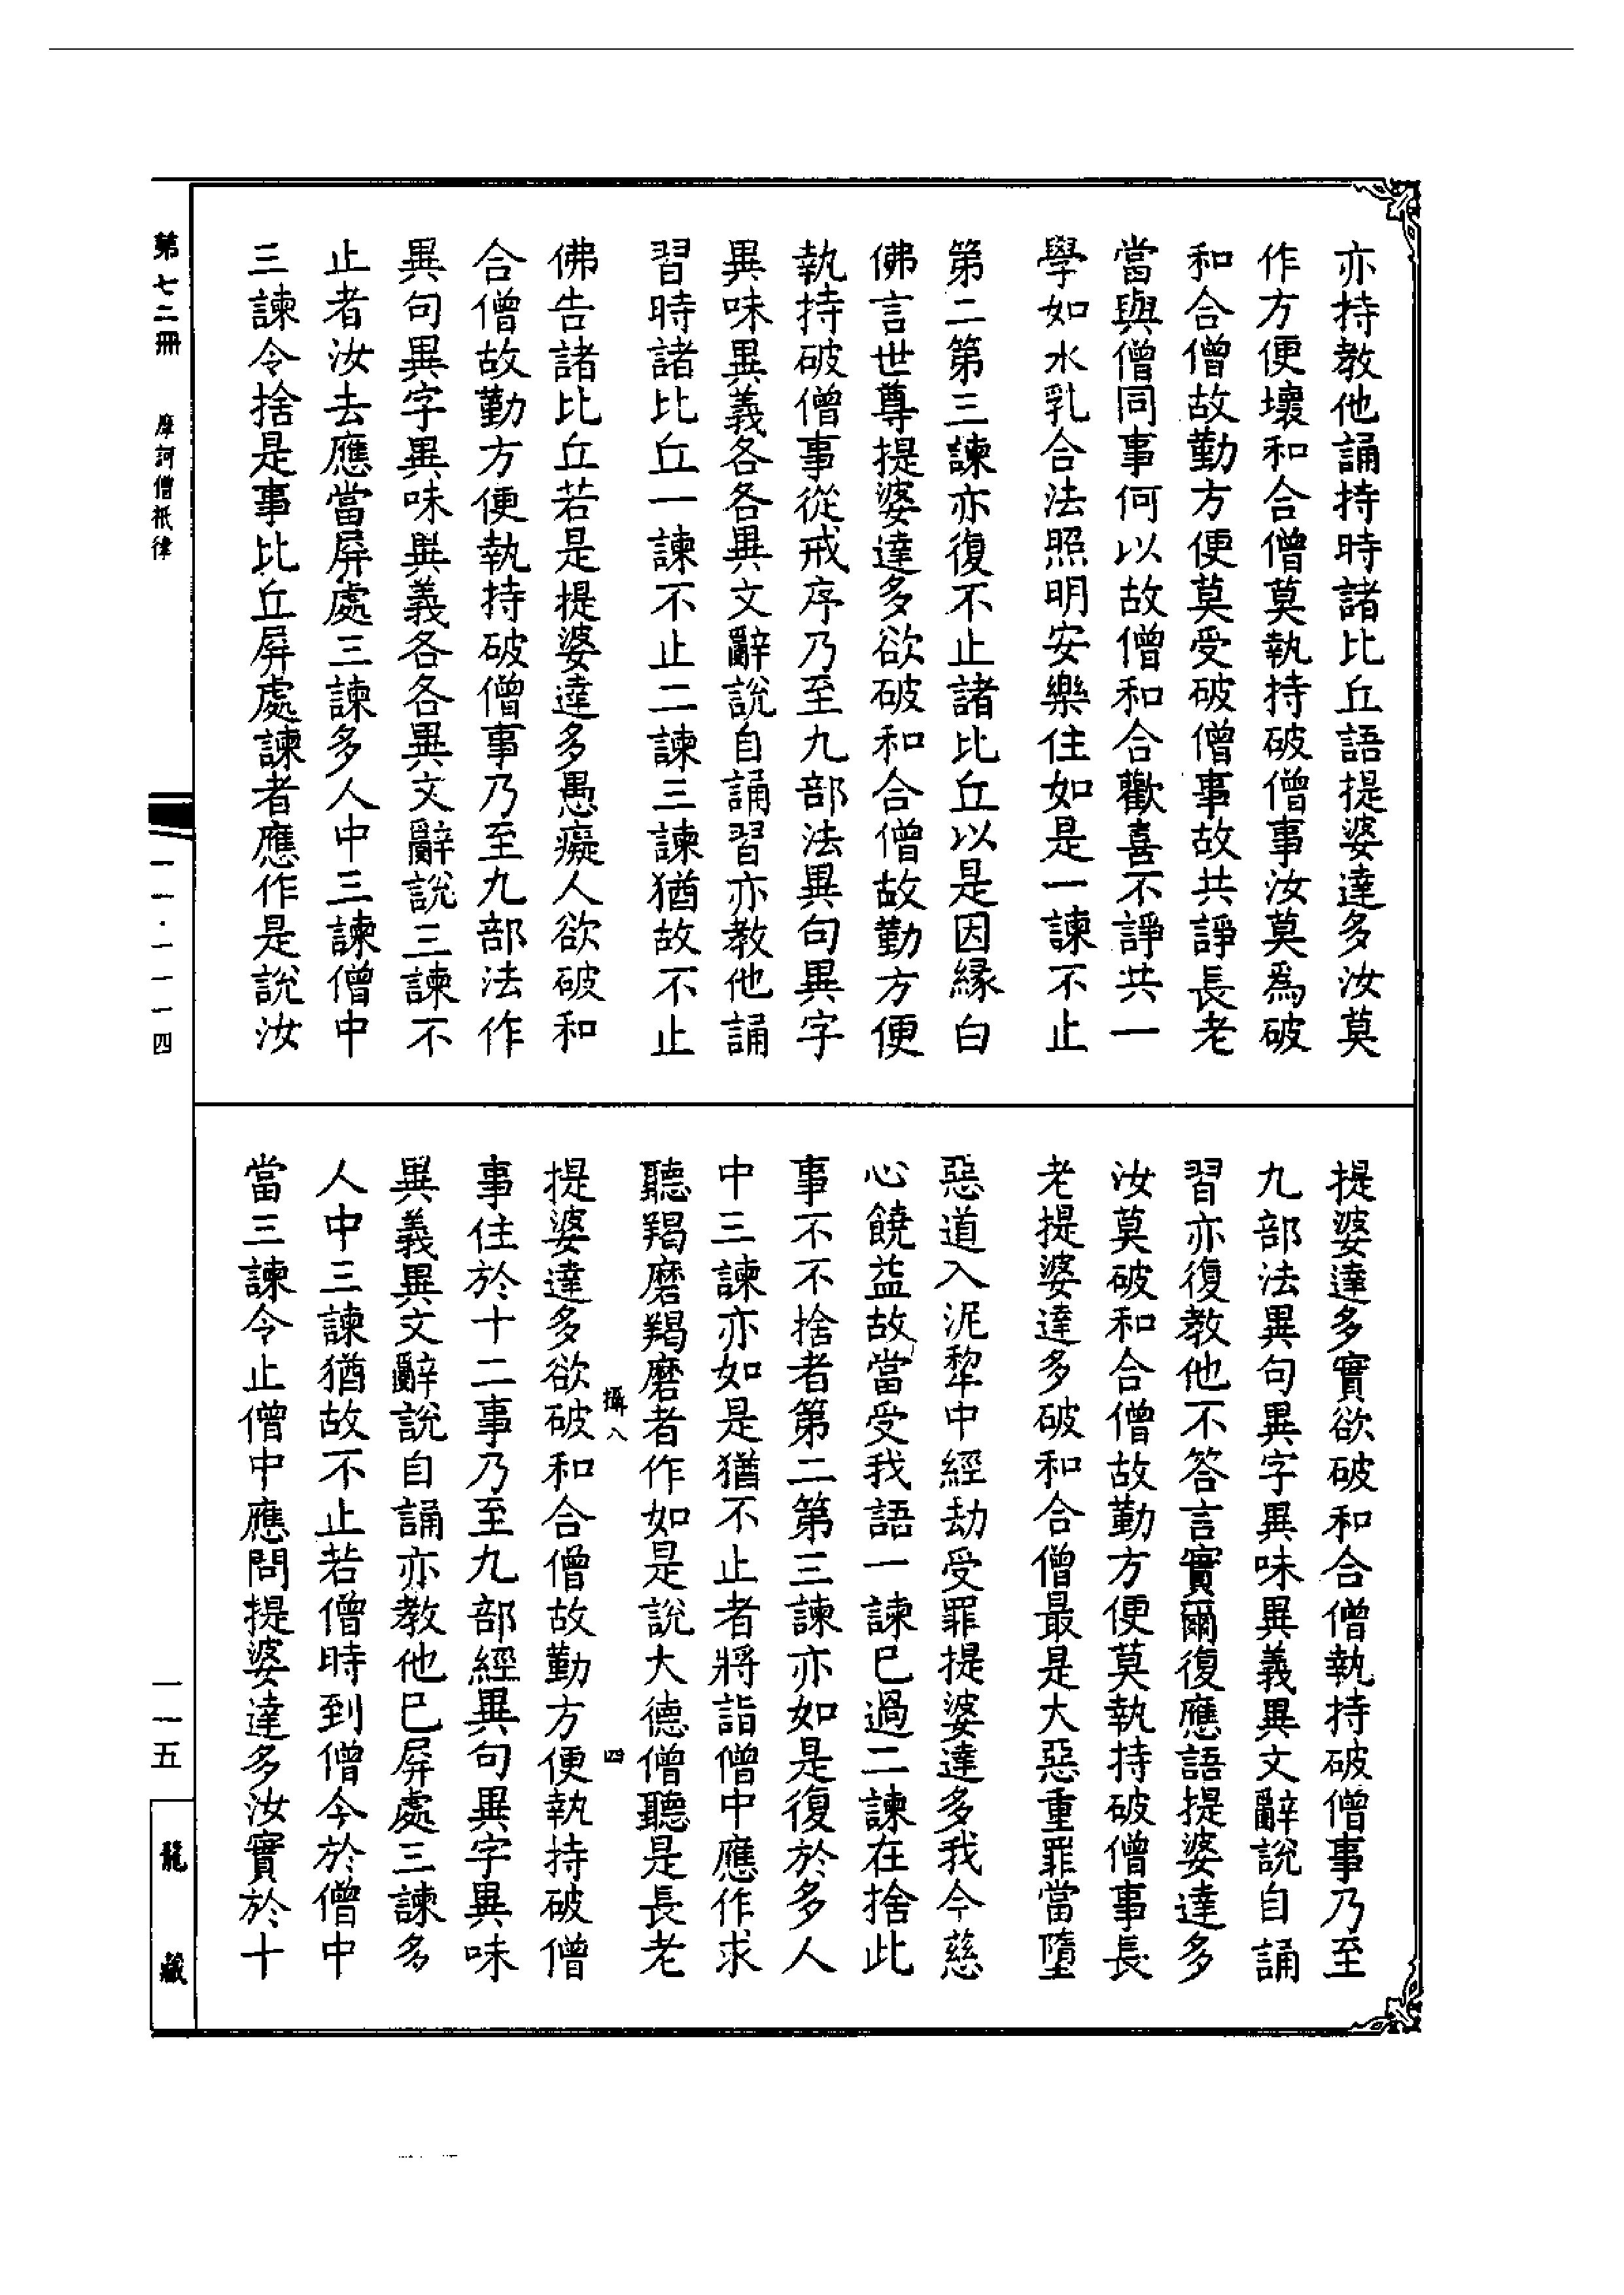 亦持教他誦持時諸比丘語提婆達多汝莫
作方便壞和合僧莫執持破僧事汝莫爲破
和合僧故勤方便莫受破僧事故共諍長老
當與僧同事何以故僧和合歡喜不諍共一
學如水乳合法照明安樂住如是一諫不止
第二第三諫亦復不止諸比丘以是因緣白
佛言世尊提婆達多欲破和合僧故勤方便
執持破僧事從戒序乃至九部法異句異字
異味異義各各異文辭說自誦習亦教他誦
習時諸比丘一諫不止二諫三諫猶故不止
佛告諸比丘若是提婆達多愚癡人欲破和
合僧故勤方便執持破僧事乃至九部法作
異句異字異味異義各各異文辭說三諫不
止者汝去應當屏處三諫多人中三諫僧中
三諫令捨是事比丘屏處諫者應作是說汝
提婆達多實欲破和合僧執持破僧事乃至
九部法異句異字異味異義異文辭說自誦
習亦復教他不答言實爾復應語提婆達多
汝莫破和合僧故勤方便莫執持破僧事長
老提婆達多破和合僧最是大惡重罪當墮
惡道入泥犂中經劫受罪提婆達多我今慈
心饒益故當受我語一諫已過二諫在捨此
事不不捨者第二第三諫亦如是復於多人
中三諫亦如是猶不止者將詣僧中應作求
聽羯磨羯磨者作如是說大德僧聽是長老
攝八 四
提婆達多欲破和合僧故勤方便執持破僧
事住於十二事乃至九部經異句異字異味
異義異文辭說自誦亦教他已屏處三諫多
人中三諫猶故不止若僧時到僧今於僧中
當三諫令止僧中應問提婆達多汝實於十
第七二冊 摩訶僧祇律
一一·一一一四
一一五
龍藏